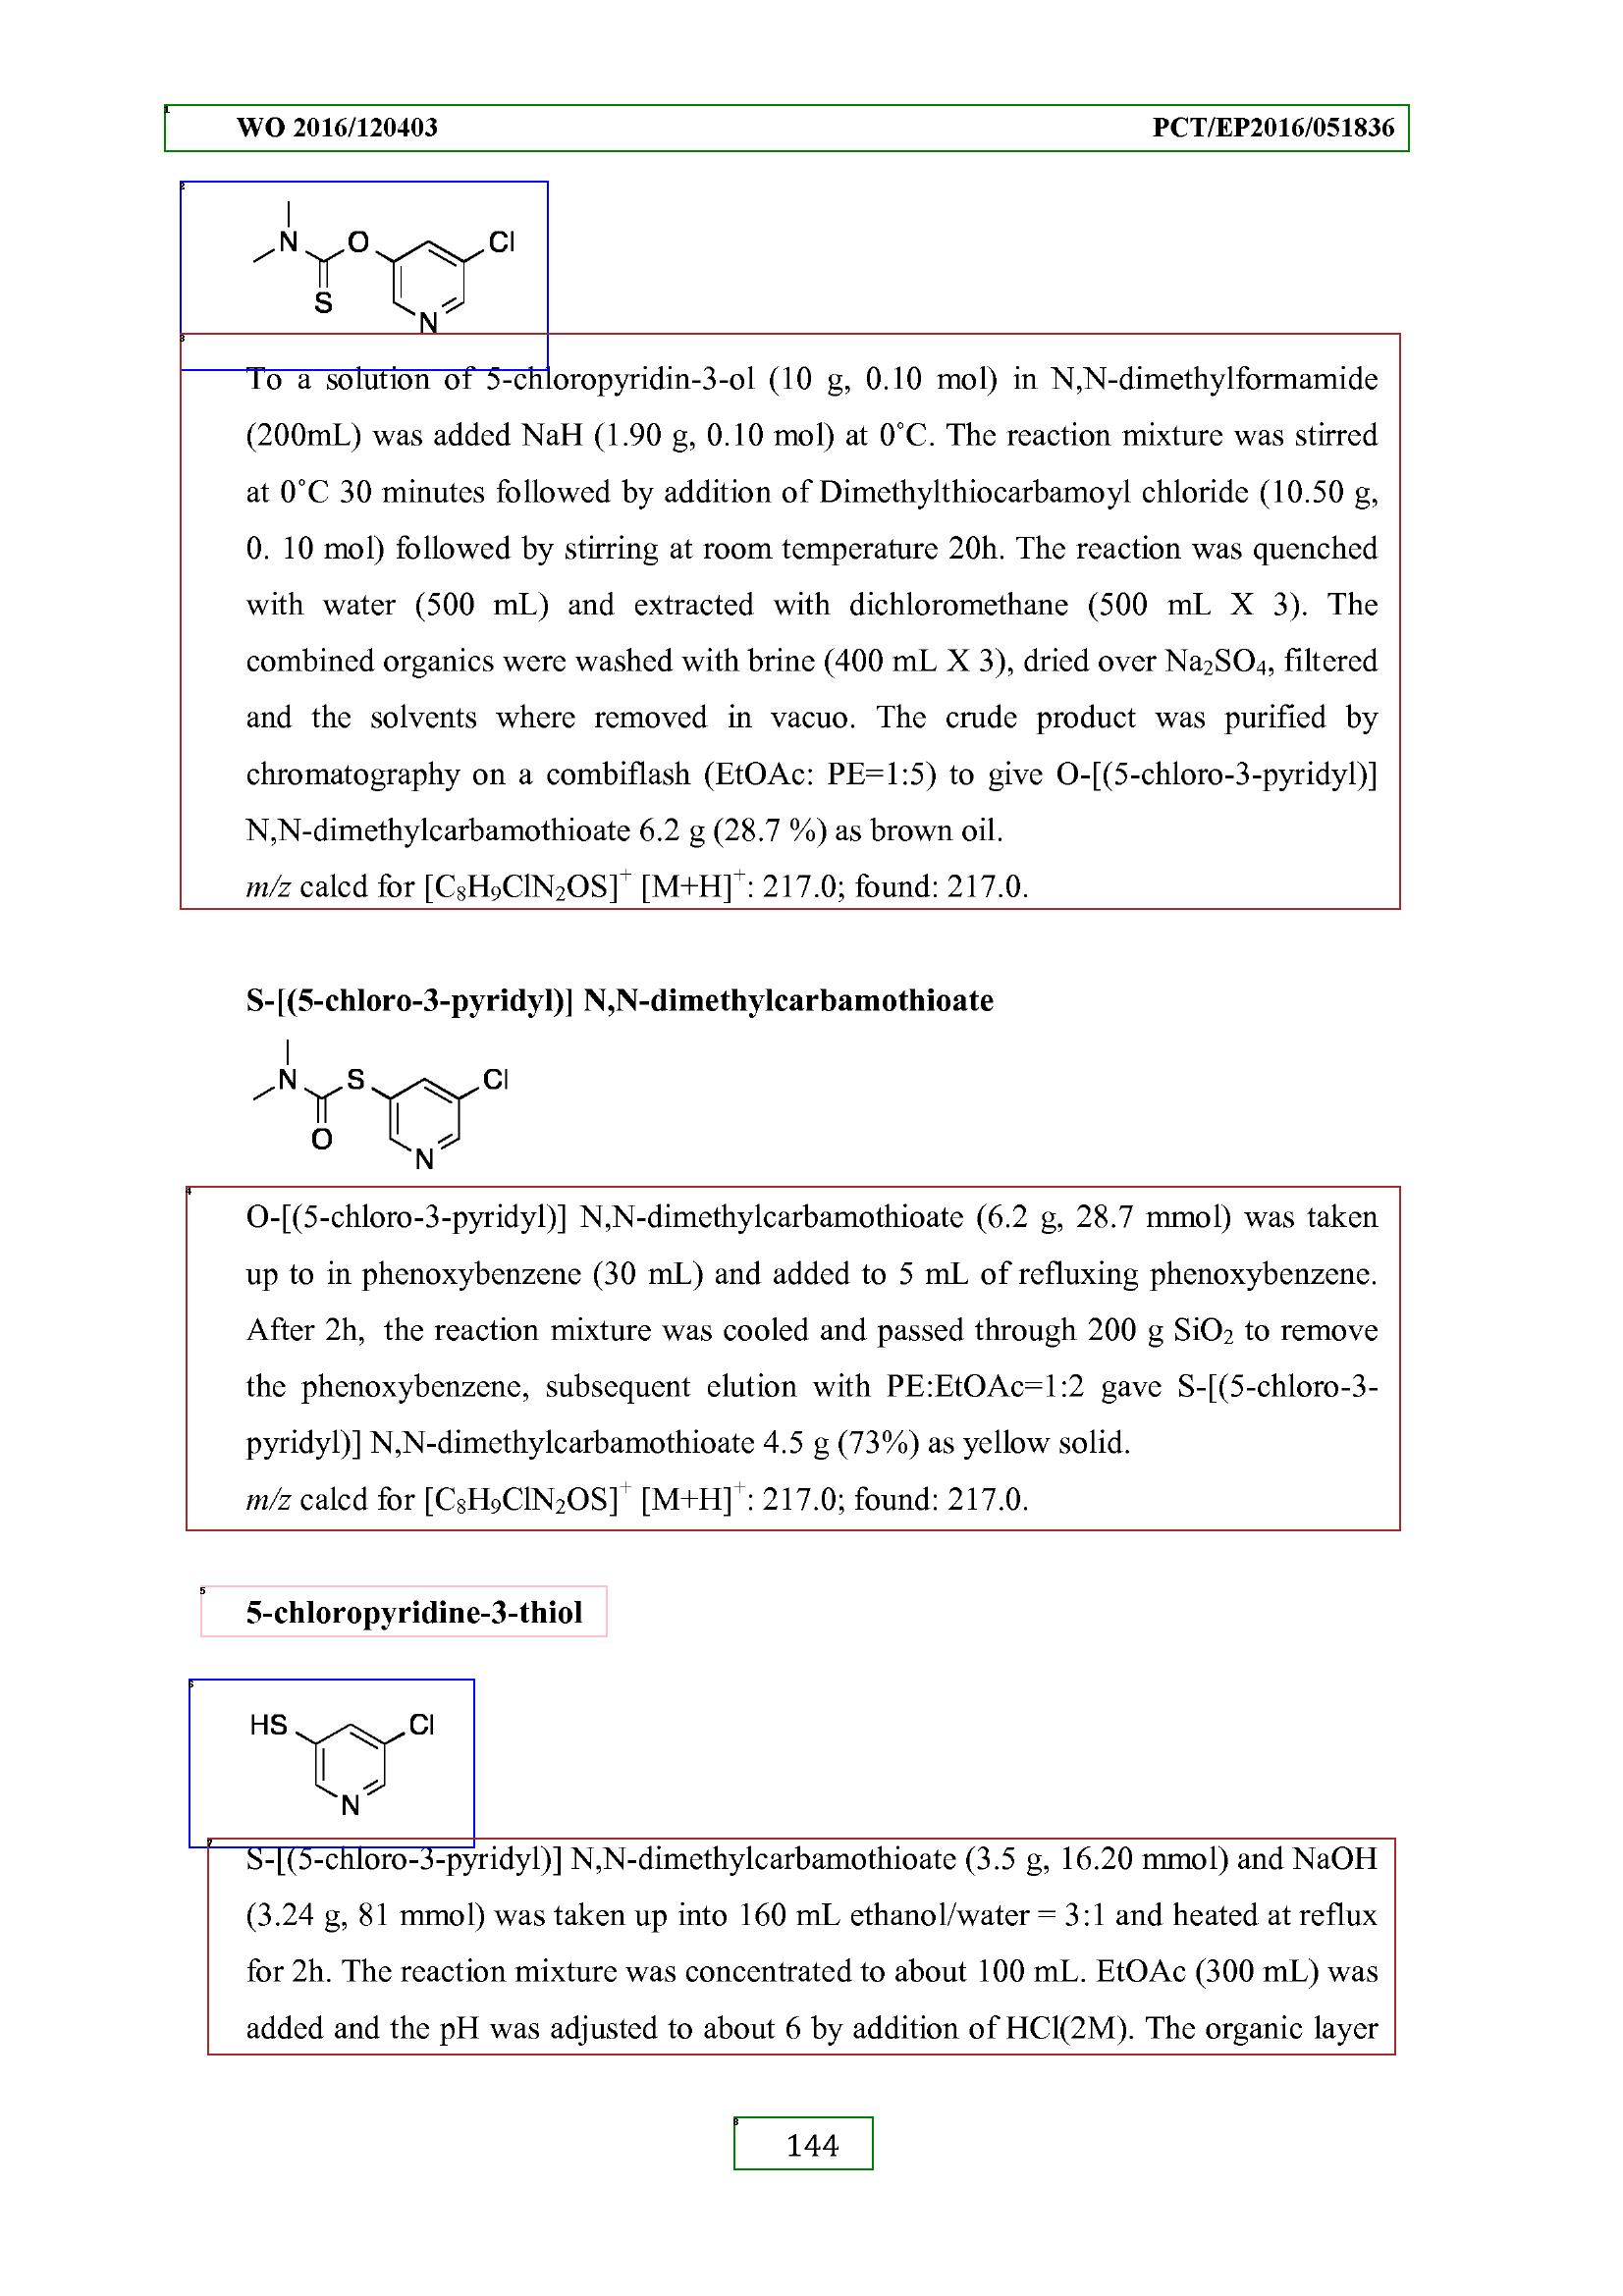 WO 2016/120403 PCT/EP2016/051836
N O Cl
S
N
To a solution of 5-chloropyridin-3-ol (10 g, 0.10 mol) in N,N-dimethylformamide
(200mL) was added NaH (1.90 g, 0.10 mol) at 0˚C. The reaction mixture was stirred
at 0˚C 30 minutes followed by addition of Dimethylthiocarbamoyl chloride (10.50 g,
0. 10 mol) followed by stirring at room temperature 20h. The reaction was quenched
with water (500 mL) and extracted with dichloromethane (500 mL X 3). The
combined organics were washed with brine (400 mL X 3), dried over Na₂SO₄, filtered
and the solvents where removed in vacuo. The crude product was purified by
chromatography on a combiflash (EtOAc: PE=1:5) to give O-[(5-chloro-3-pyridyl)]
N,N-dimethylcarbamothioate 6.2 g (28.7 %) as brown oil.
m/z calcd for [C₈H₉ClN₂OS]⁺ [M+H]⁺: 217.0; found: 217.0.
S-[(5-chloro-3-pyridyl)] N,N-dimethylcarbamothioate
N S Cl
O
N
O-[(5-chloro-3-pyridyl)] N,N-dimethylcarbamothioate (6.2 g, 28.7 mmol) was taken
up to in phenoxybenzene (30 mL) and added to 5 mL of refluxing phenoxybenzene.
After 2h, the reaction mixture was cooled and passed through 200 g SiO₂ to remove
the phenoxybenzene, subsequent elution with PE:EtOAc=1:2 gave S-[(5-chloro-3-
pyridyl)] N,N-dimethylcarbamothioate 4.5 g (73%) as yellow solid.
m/z calcd for [C₈H₉ClN₂OS]⁺ [M+H]⁺: 217.0; found: 217.0.
5-chloropyridine-3-thiol
HS Cl
N
S-[(5-chloro-3-pyridyl)] N,N-dimethylcarbamothioate (3.5 g, 16.20 mmol) and NaOH
(3.24 g, 81 mmol) was taken up into 160 mL ethanol/water = 3:1 and heated at reflux
for 2h. The reaction mixture was concentrated to about 100 mL. EtOAc (300 mL) was
added and the pH was adjusted to about 6 by addition of HCl(2M). The organic layer
144